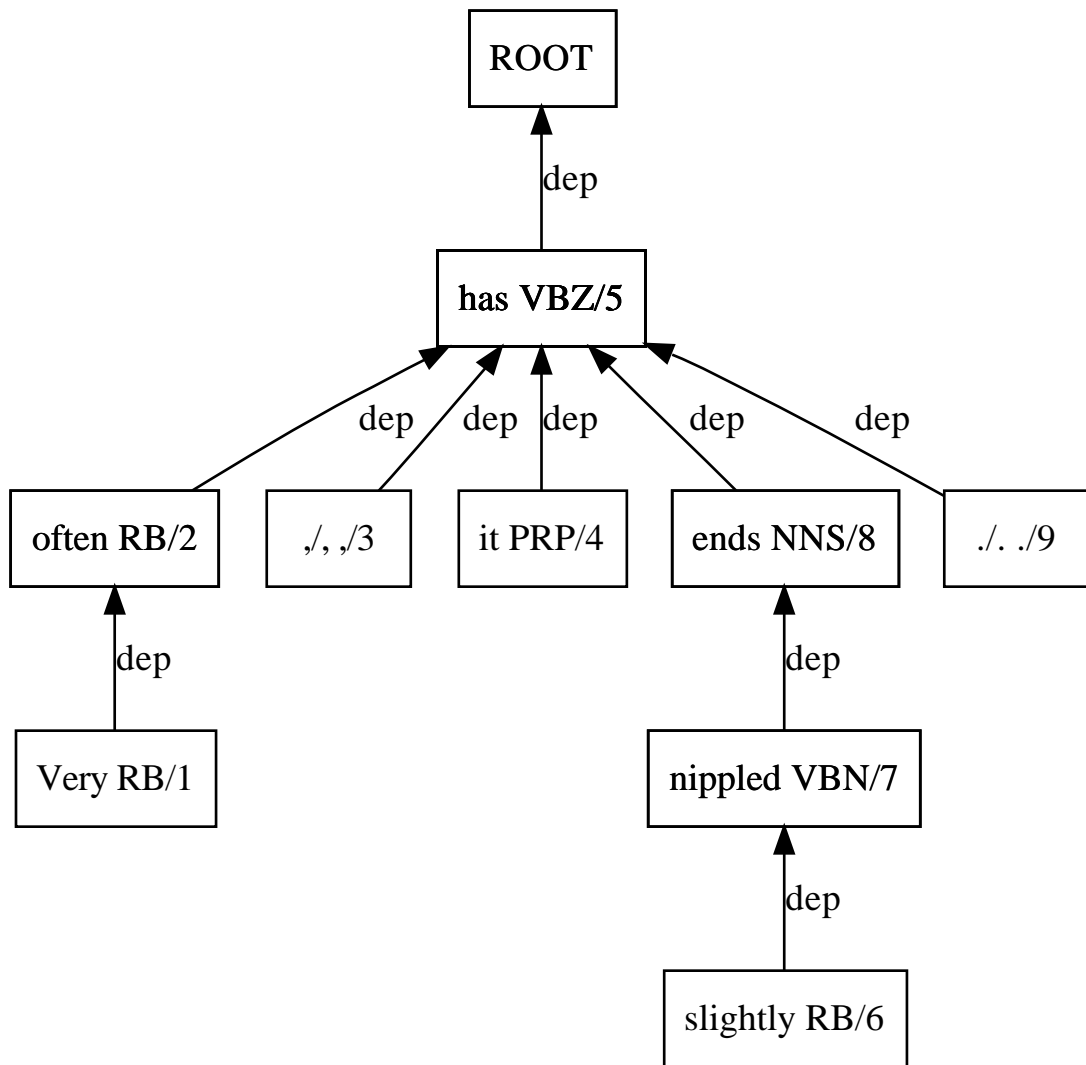 ROOT
dep
has VBZ/5
dep dep dep dep dep
often RB/2 ,/, ,/3 it PRP/4 ends NNS/8 ./. ./9
dep dep
Very RB/1 nippled VBN/7
dep
slightly RB/6